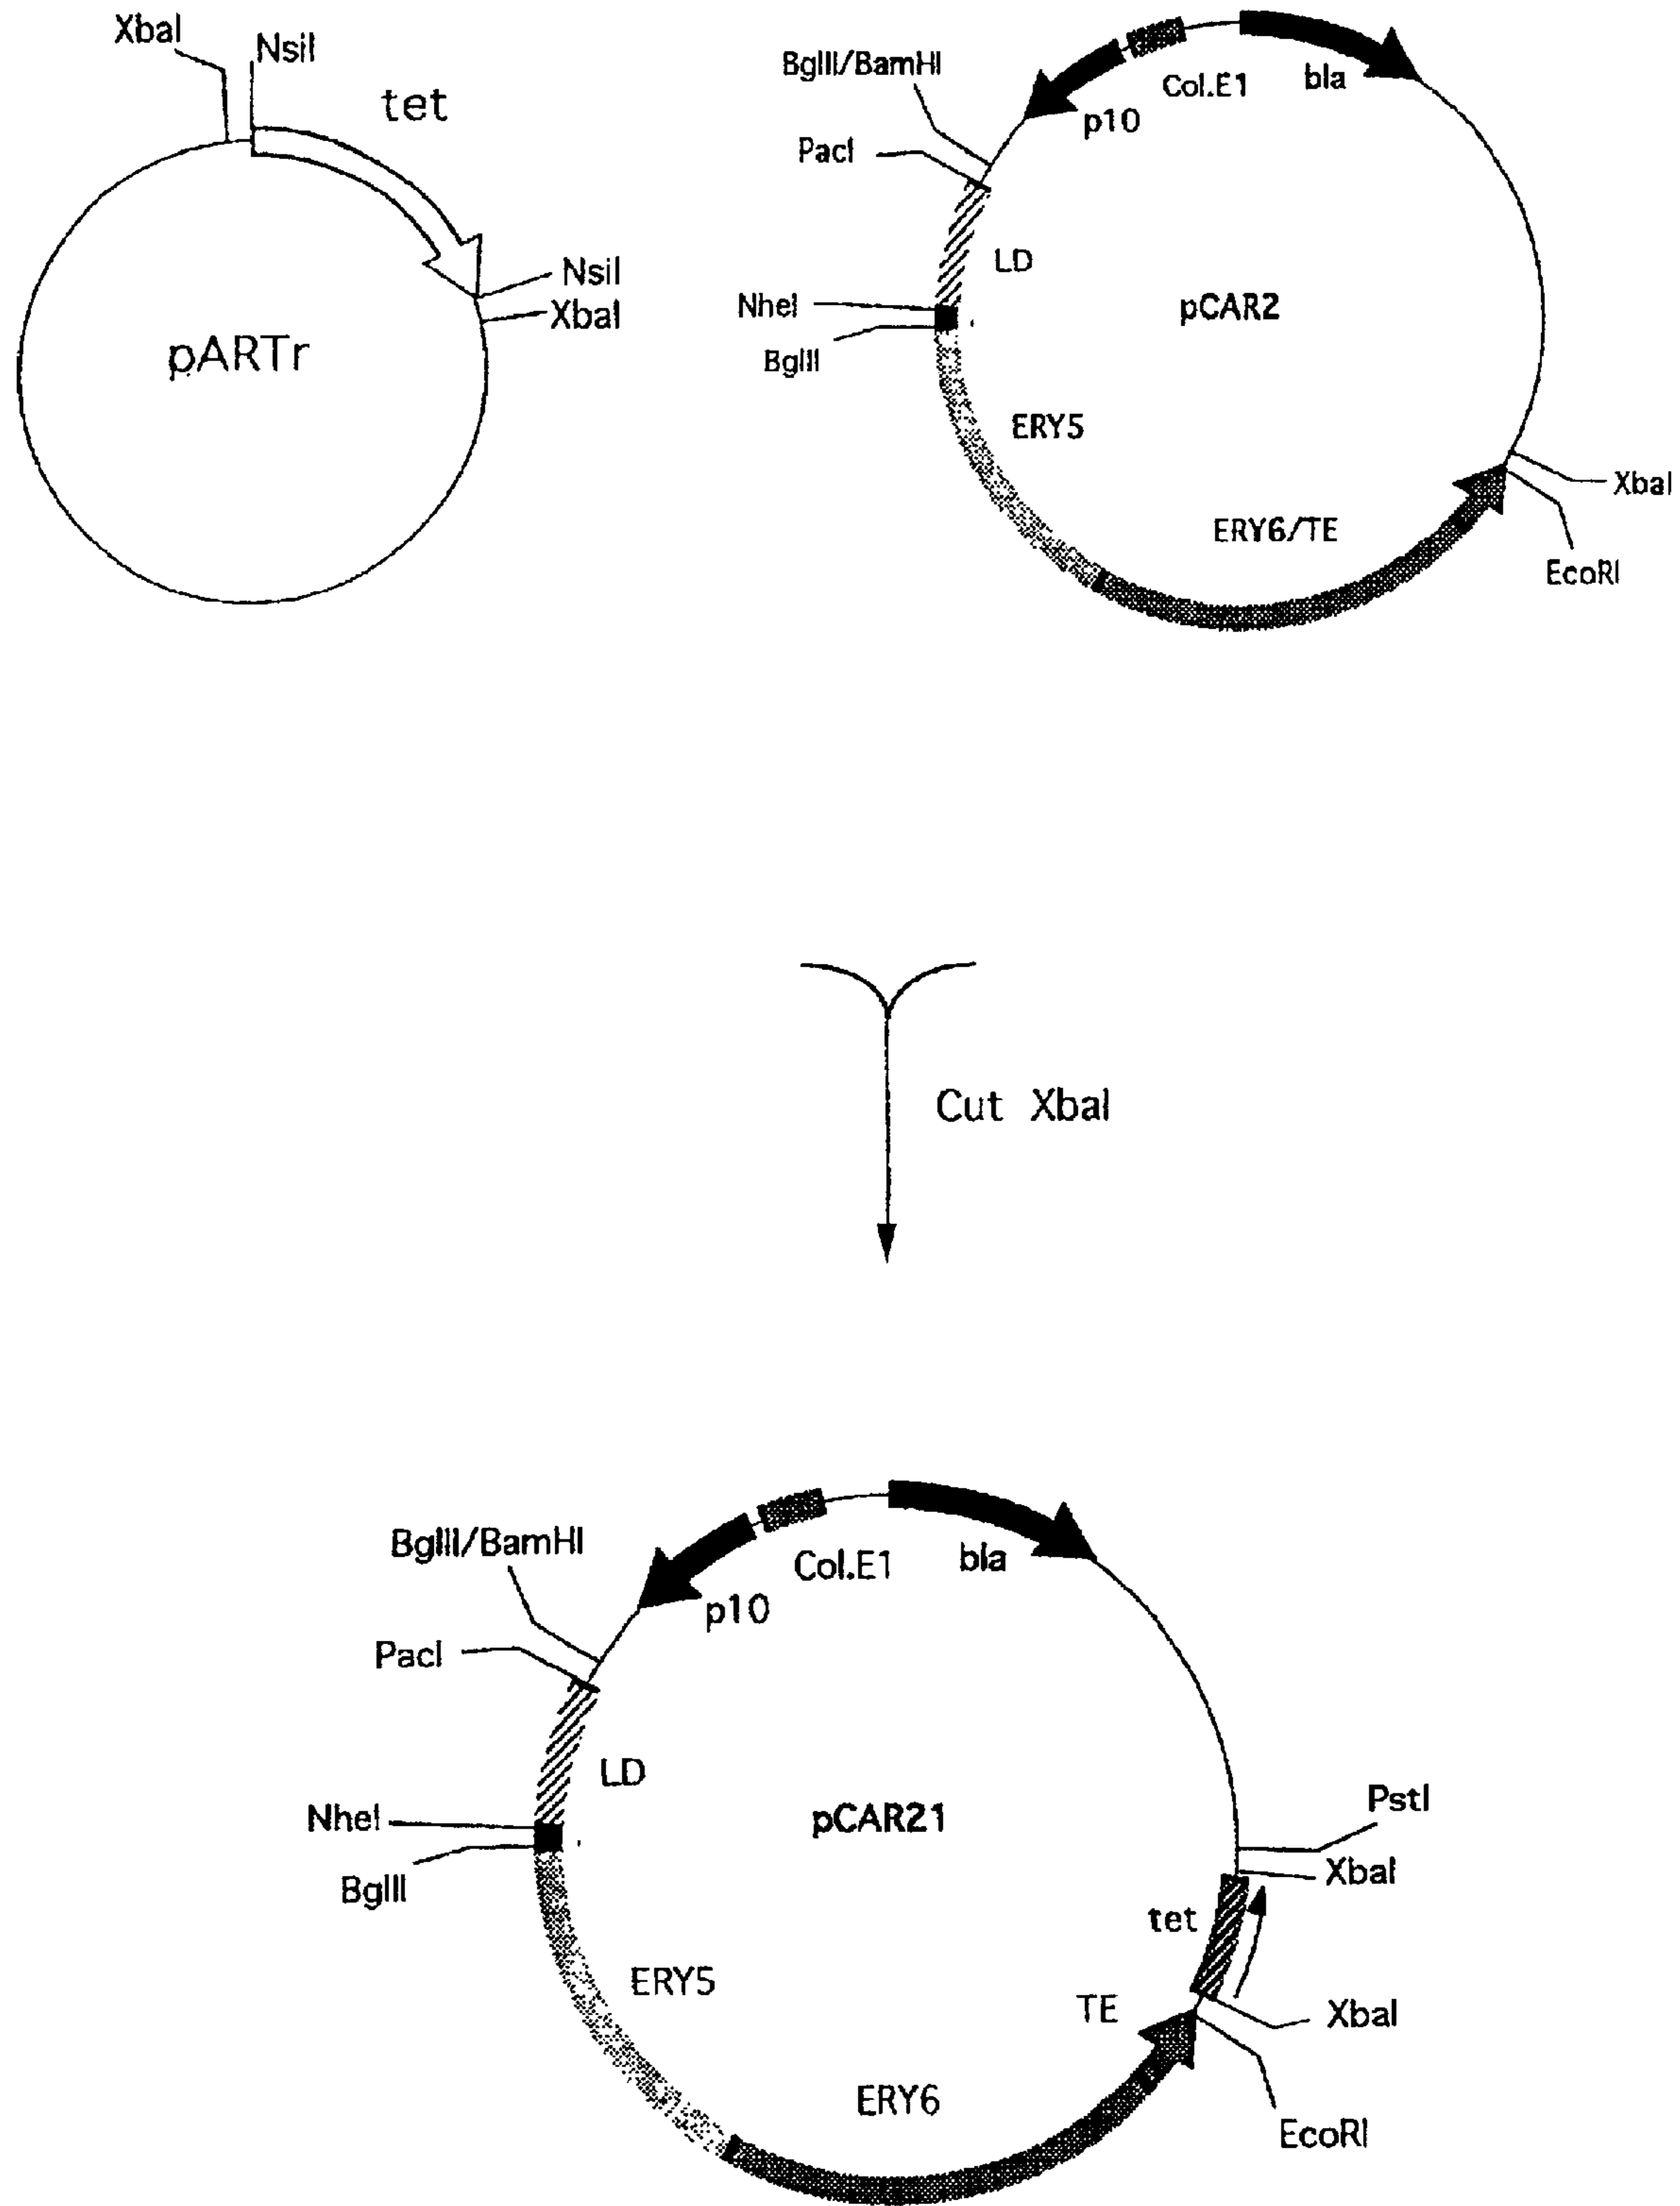 XbaI
NsiI
tet
NsiI
XbaI
pARTr
BglII/BamHI
Col.E1
bla
p10
PacI
LD
NheI
pCAR2
BglII
ERY5
XbaI
ERY6/TE
EcoRI
Cut XbaI
BglII/BamHI
Col.E1
bla
p10
PacI
LD
PstI
NheI
pCAR21
XbaI
BglII
tet
ERY5
TE
XbaI
ERY6
EcoRI